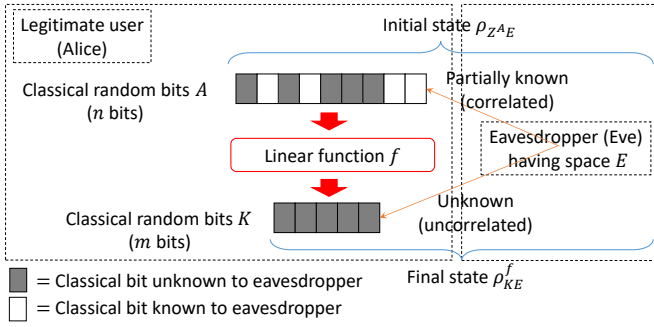 Legitimate user
(Alice)
Initial state ρ_{Z^A E}
Classical random bits A
(n bits)
Partially known
(correlated)
Linear function f
Eavesdropper (Eve)
having space E
Classical random bits K
(m bits)
Unknown
(uncorrelated)
= Classical bit unknown to eavesdropper
Final state ρ^f_{KE}
= Classical bit known to eavesdropper